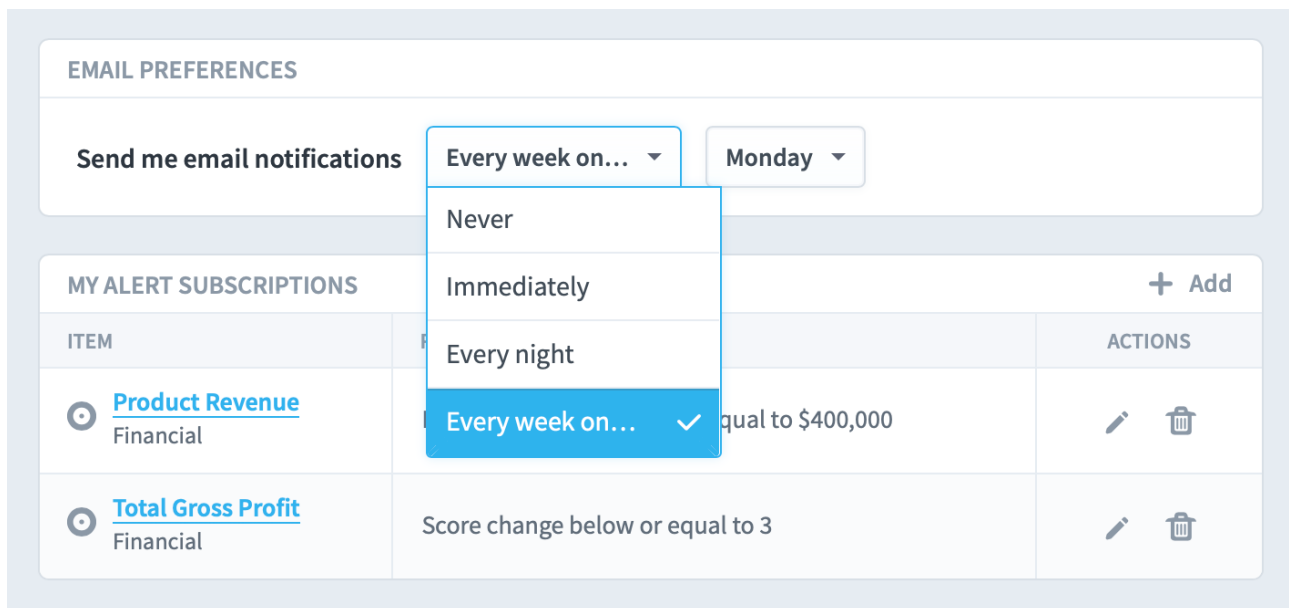 EMAIL PREFERENCES
Send me email notifications Every week on... Monday
Never
Immediately
Every night
Every week on...
MY ALERT SUBSCRIPTIONS + Add
ITEM ACTIONS
Product Revenue
Financial
to $400,000
Total Gross Profit
Financial
Score change below or equal to 3